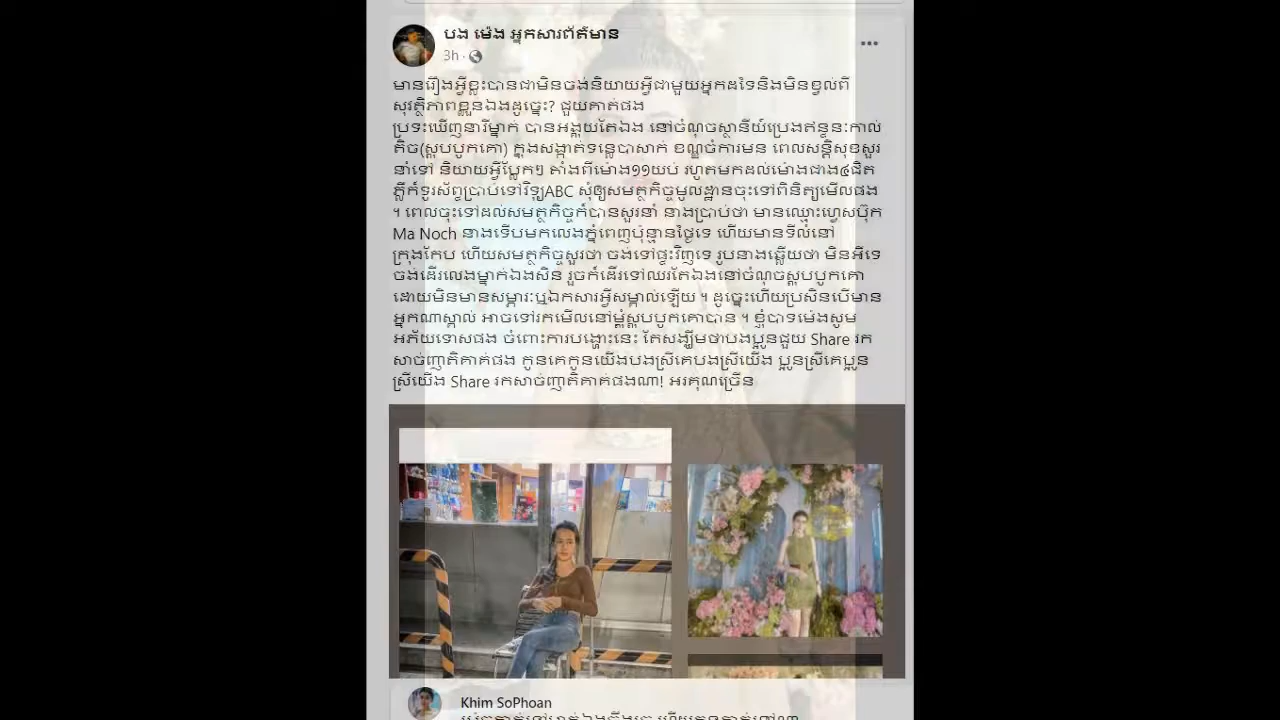 បង ម៉េង អ្នកសារព័ត៌មាន
3h
មានរឿងអ្វីខ្លះបានជាមិនចង់និយាយអ្វីជាមួយអ្នកដទៃនិងមិនខ្វល់ពី
សុវត្ថិភាពខ្លួនឯងដូច្នេះ? ជួយកាត់ផង
ប្រទះឃើញនារីម្នាក់ បានអង្គុយតែឯង នៅចំណុចស្ថានីយ៍ប្រេងឥន្ធនៈកាល់
តិច(ស្តុបបូកគោ) ក្នុងសង្កាត់ទន្លេបាសាក់ ខណ្ឌចំការមន ពេលសន្តិសុខសួរ
នាំទៅ និយាយអ្វីប្លែកៗ តាំងពីម៉ោង១១យប់ រហូតមកដល់ម៉ោងជាង៤ជិត
ភ្លឺក៏ទូរស័ព្ទប្រាប់ទៅវិទ្យុABC សុំឲ្យសមត្ថកិច្ចមូលដ្ឋានចុះទៅពិនិត្យមើលផង
។ ពេលចុះទៅដល់សមត្ថកិច្ចក៏បានសួរនាំ នាងប្រាប់ថា មានឈ្មោះហ្វេសប៊ុក
Ma Noch នាងទើបមកលេងភ្នំពេញប៉ុន្មានថ្ងៃទេ ហើយមានទីលំនៅ
ក្រុងកែប ហើយសមត្ថកិច្ចសួរថា ចង់ទៅផ្ទះវិញទេ រូបនាងឆ្លើយថា មិនអីទេ
ចង់ដើរលេងម្នាក់ឯងសិន រួចក៏ដើរទៅឈរតែឯងនៅចំណុចស្តុបបូកគោ
ដោយមិនមានសម្ភារៈឬឯកសារអ្វីសម្គាល់ឡើយ ។ ដូច្នេះហើយប្រសិនបើមាន
អ្នកណាស្គាល់ អាចទៅរកមើលនៅម្តុំស្តុបបូកគោបាន ។ ខ្ញុំបាទម៉េងសូម
អភ័យទោសផង ចំពោះការបង្ហោះនេះ តែសង្ឃឹមថាបងប្អូនជួយ Share រក
សាច់ញាតិគាត់ផង កូនគេកូនយើងបងស្រីគេបងស្រីយើង ប្អូនស្រីគេប្អូន
ស្រីយើង Share រកសាច់ញាតិគាត់ផងណា! អរគុណច្រើន
Khim SoPhoan